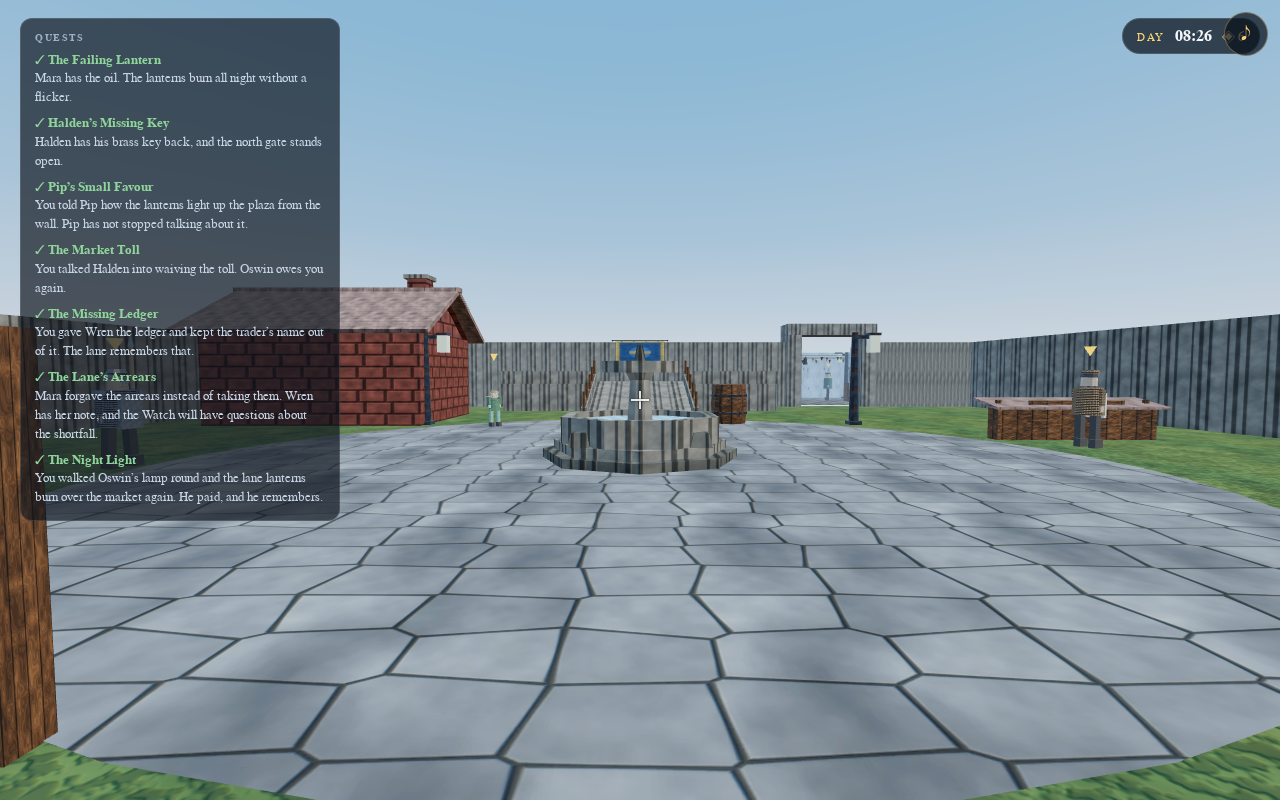 QUESTS
✓ The Failing Lantern
Mara has the oil. The lanterns burn all night without a
flicker.
✓ Halden’s Missing Key
Halden has his brass key back, and the north gate stands
open.
✓ Pip’s Small Favour
You told Pip how the lanterns light up the plaza from the
wall. Pip has not stopped talking about it.
✓ The Market Toll
You talked Halden into waiving the toll. Oswin owes you
again.
✓ The Missing Ledger
You gave Wren the ledger and kept the trader’s name out
of it. The lane remembers that.
✓ The Lane’s Arrears
Mara forgave the arrears instead of taking them. Wren
has her note, and the Watch will have questions about
the shortfall.
✓ The Night Light
You walked Oswin’s lamp round and the lane lanterns
burn over the market again. He paid, and he remembers.
DAY 08:26